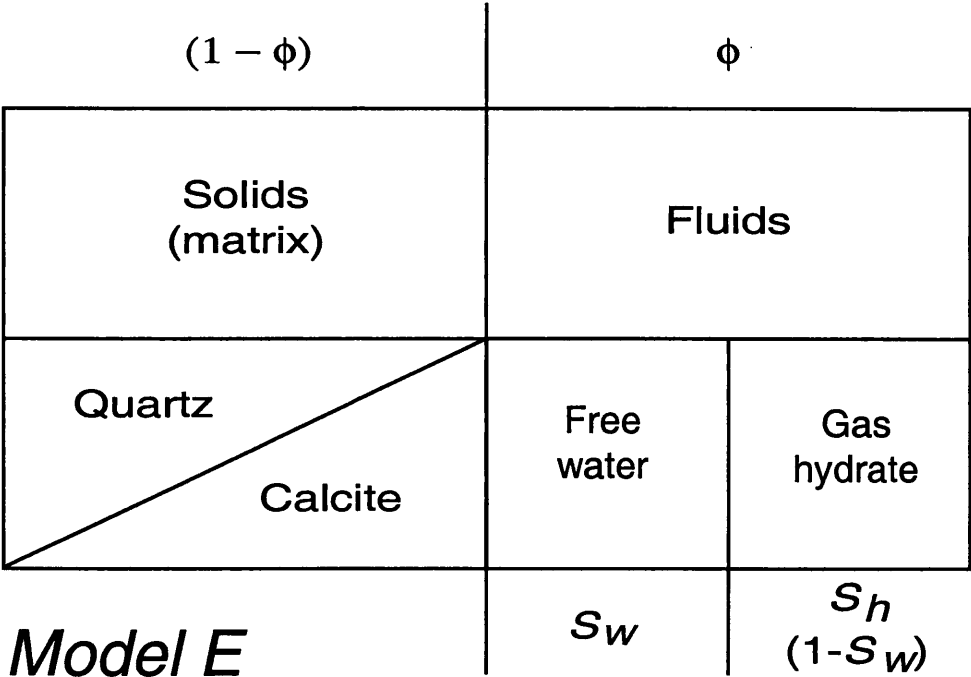 (1 − ϕ)
ϕ
Solids
(matrix)
Fluids
Quartz
Calcite
Free
water
Gas
hydrate
Sw
Sh
(1-Sw)
Model E